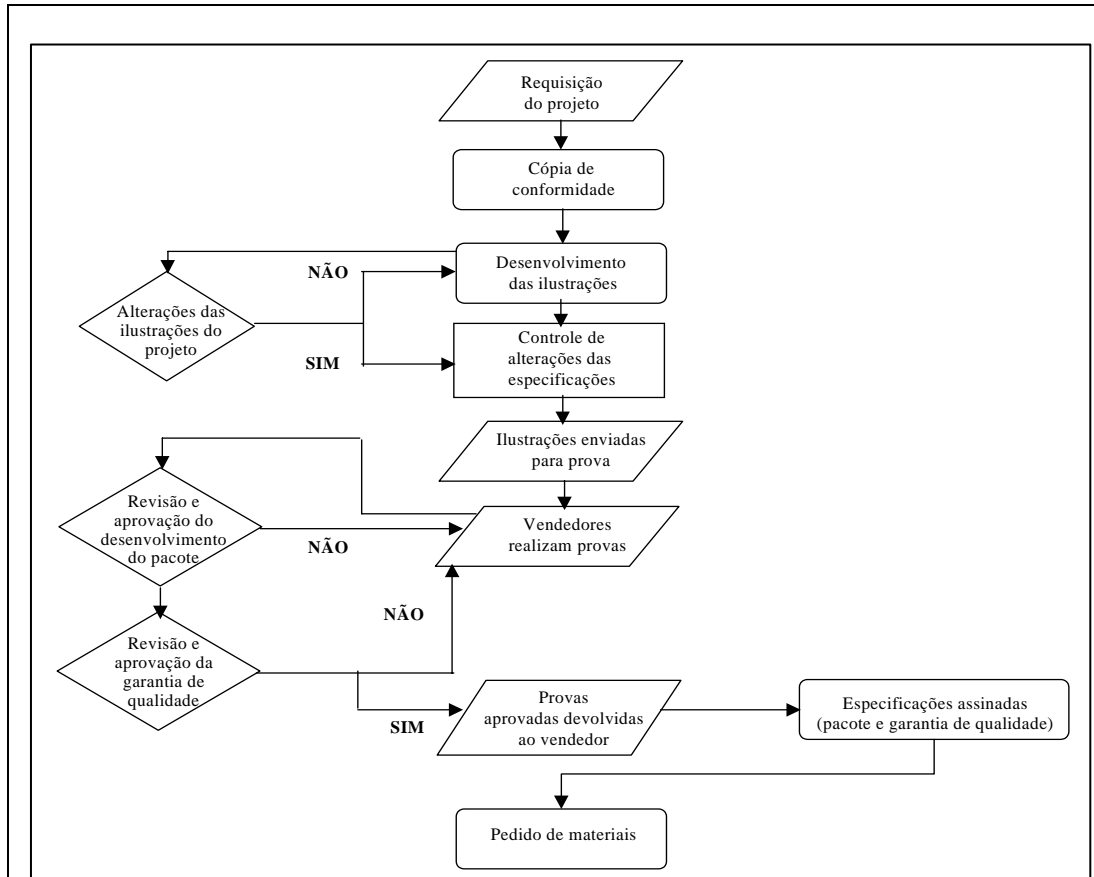 Requisição
do projeto
Cópia de
conformidade
Desenvolvimento
das ilustrações
NÃO
Alterações das
ilustrações do
projeto
SIM
Controle de
alterações das
especificações
Ilustrações enviadas
para prova
Vendedores
realizam provas
Revisão e
aprovação do
desenvolvimento
do pacote
NÃO
NÃO
Revisão e
aprovação da
garantia de
qualidade
SIM
Provas
aprovadas devolvidas
ao vendedor
Especificações assinadas
(pacote e garantia de qualidade)
Pedido de materiais